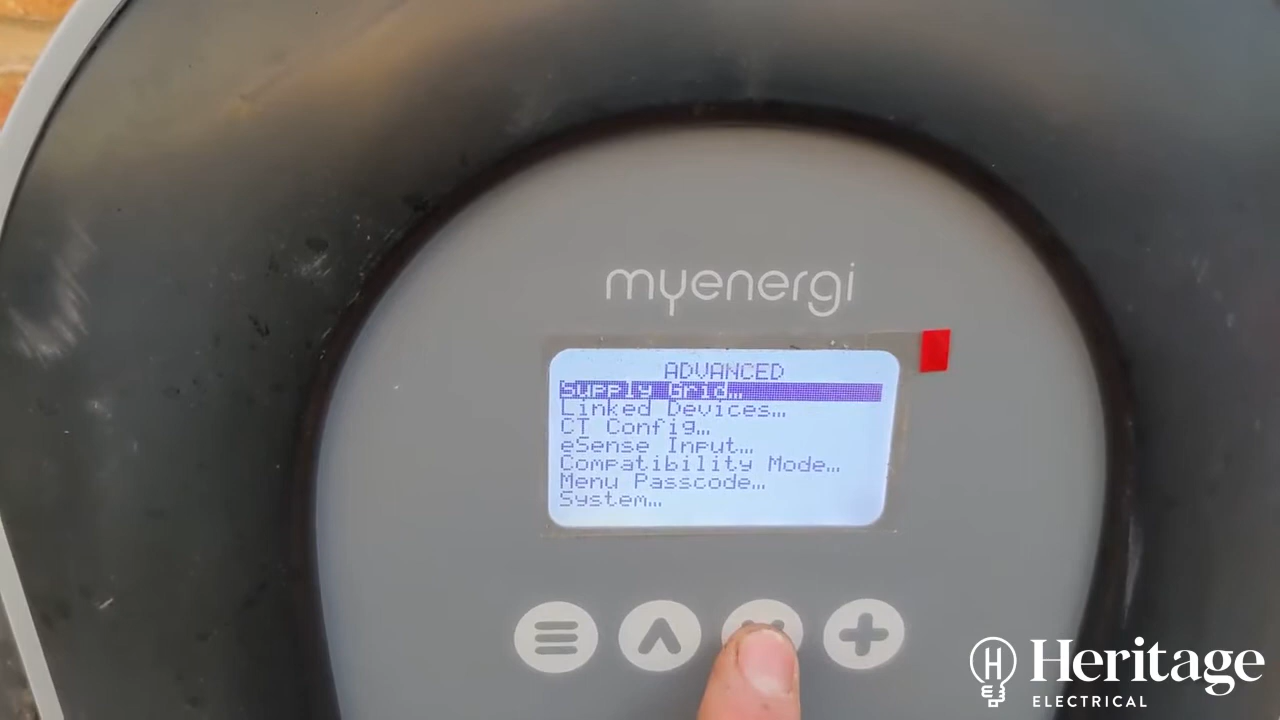 myenergi
ADVANCED
Supply Grid...
Linked Devices...
CT Config...
eSense Input...
Compatibility Mode...
Menu Passcode...
System...
Heritage
ELECTRICAL